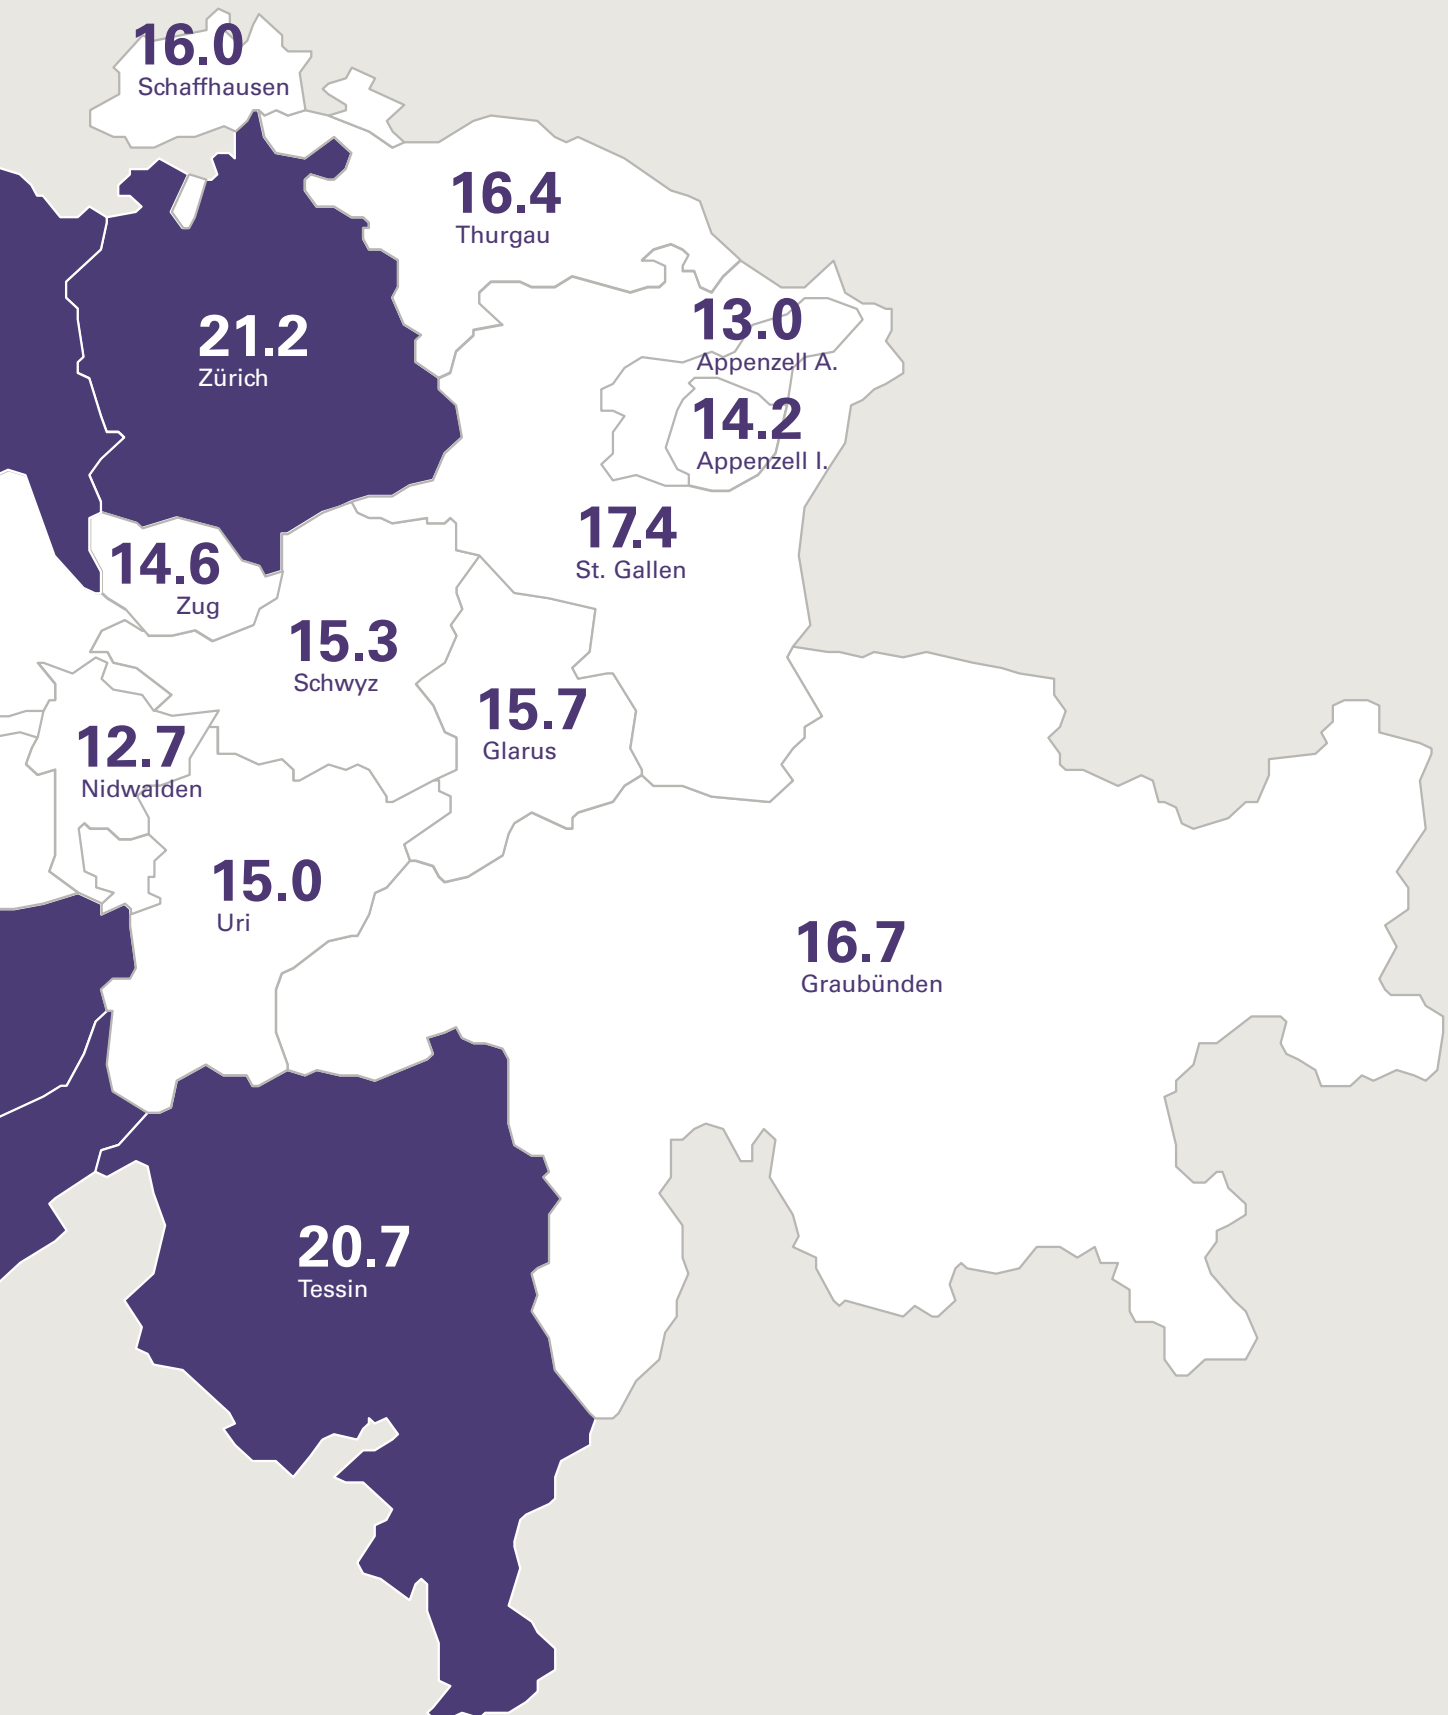 16.0
Schaffhausen
16.4
Thurgau
21.2
Zürich
13.0
Appenzell A.
14.2
Appenzell I.
17.4
St. Gallen
14.6
Zug
15.3
Schwyz
15.7
Glarus
12.7
Nidwalden
15.0
Uri
16.7
Graubünden
20.7
Tessin